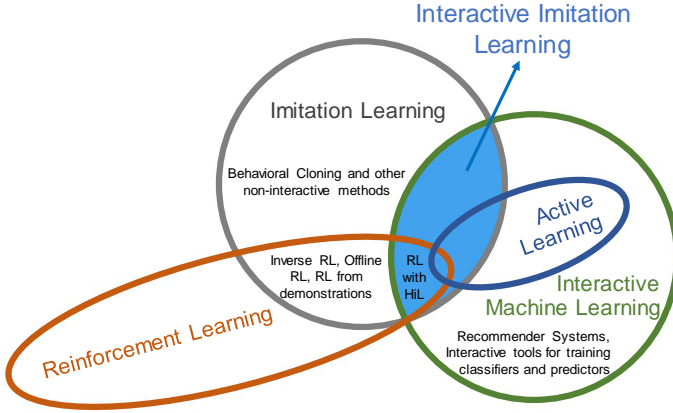 Interactive Imitation
Learning
Imitation Learning
Behavioral Cloning and other
non-interactive methods
Active
Learning
Inverse RL, Offline
RL, RL from
demonstrations
RL
with
HiL
Interactive
Machine Learning
Reinforcement Learning
Recommender Systems,
Interactive tools for training
classifiers and predictors